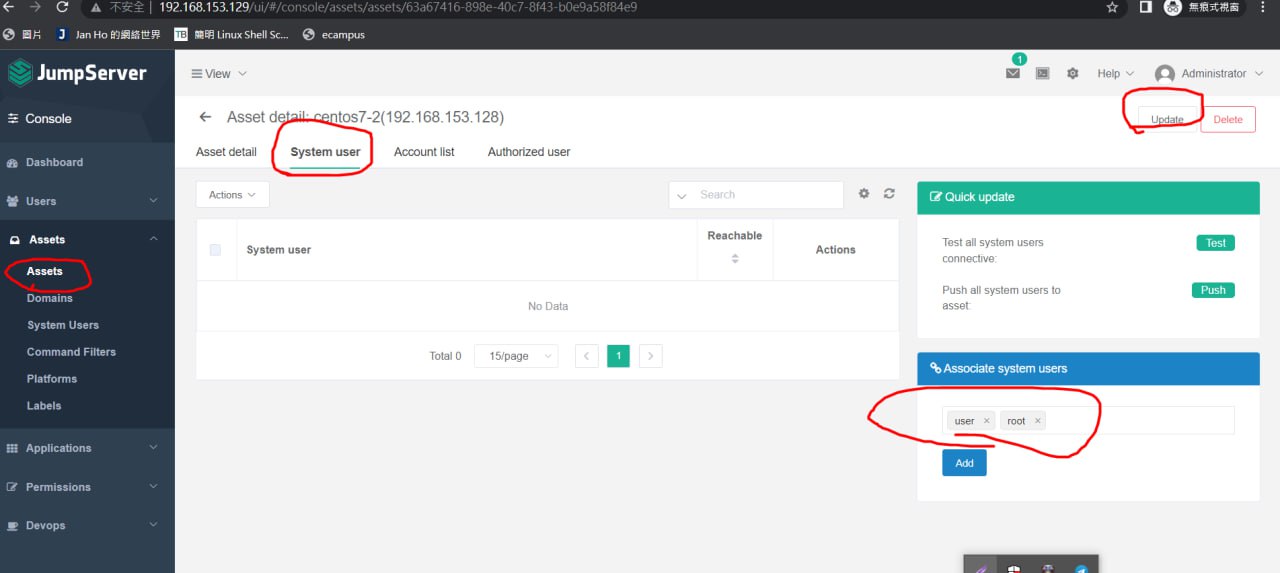 不安全 | 192.168.153.129/ui/#/console/assets/assets/63a67416-898e-40c7-8f43-b0e9a58f84e9
無痕式視窗
圖片
J Jan Ho 的網絡世界
TB 簡明 Linux Shell Sc...
ecampus
JumpServer
View
1
Help
Administrator
Console
Asset detail: centos7-2(192.168.153.128)
Update
Delete
Asset detail
System user
Account list
Authorized user
Dashboard
Users
Assets
Assets
Domains
System Users
Command Filters
Platforms
Labels
Applications
Permissions
Devops
Actions
Search
System user
Reachable
Actions
No Data
Total 0
15/page
1
Quick update
Test all system users
connective:
Test
Push all system users to
asset:
Push
Associate system users
user ×
root ×
Add